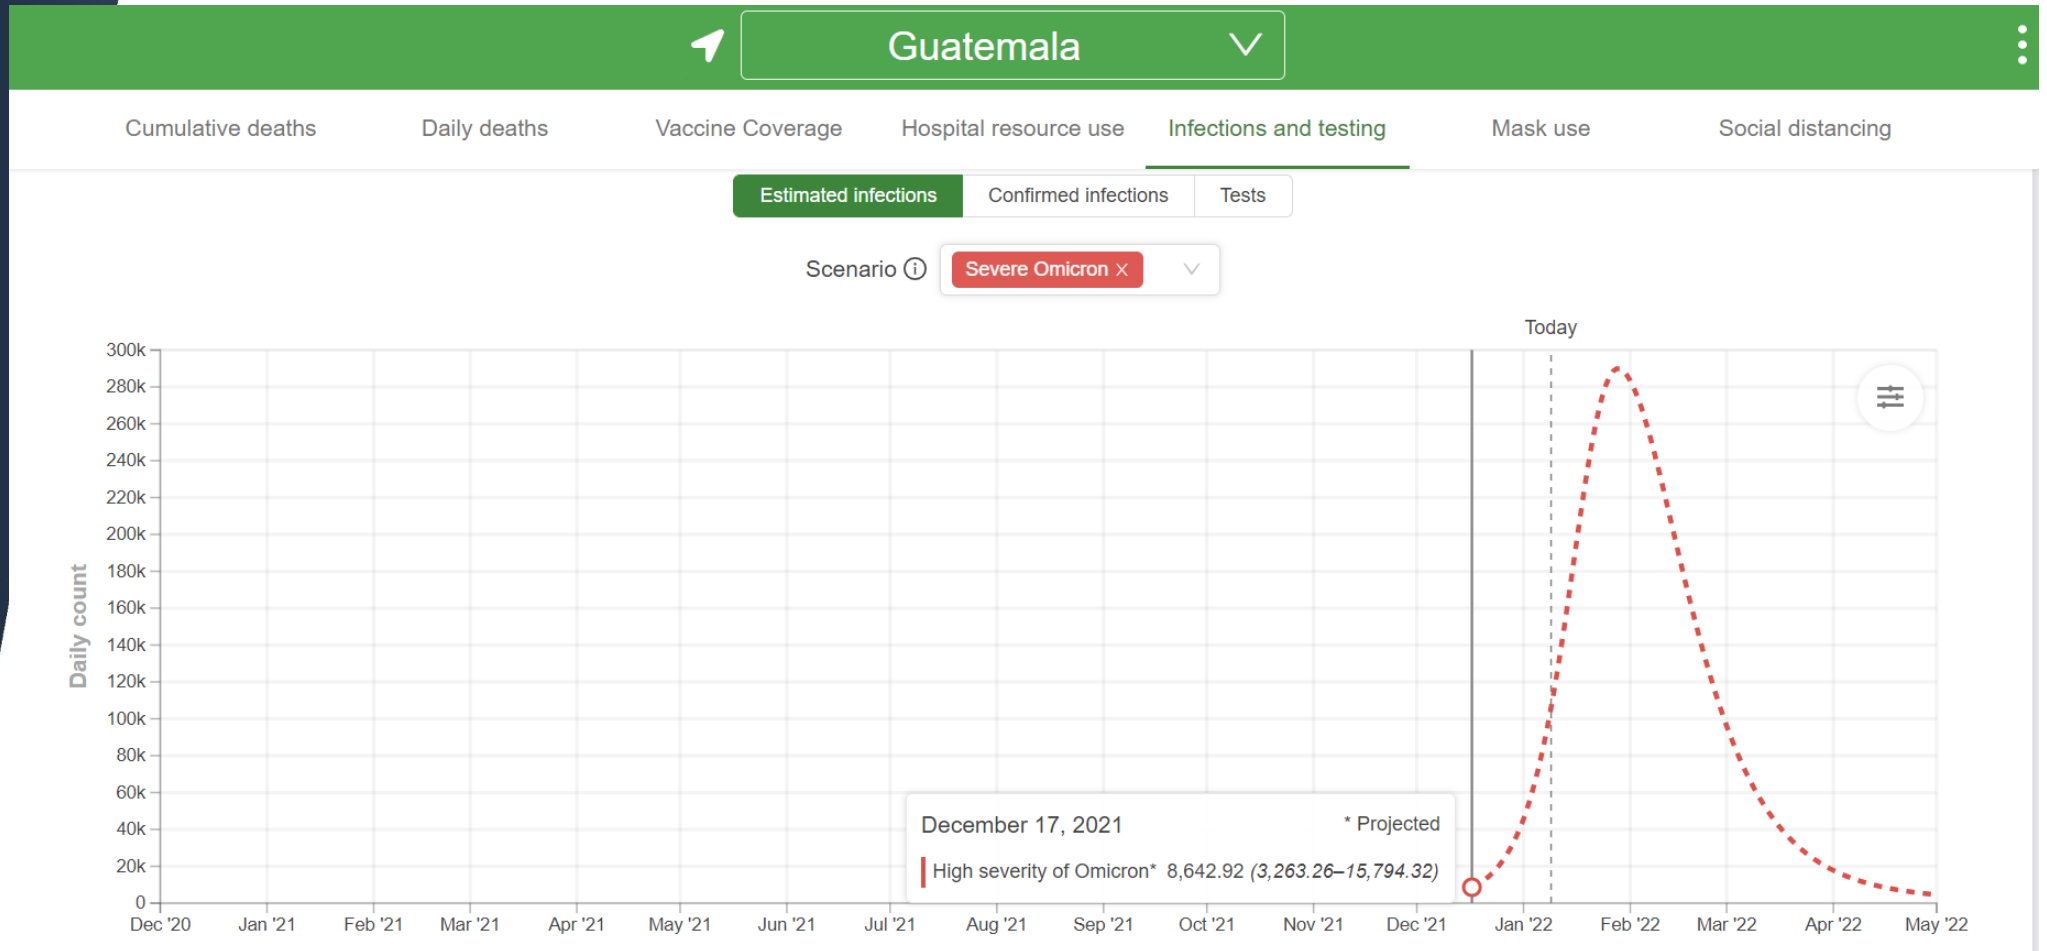 Guatemala
Cumulative deaths Daily deaths Vaccine Coverage Hospital resource use Infections and testing Mask use Social distancing
Estimated infections Confirmed infections Tests
Scenario Severe Omicron
Today
300k
280k
260k
240k
220k
200k
180k
160k
140k
120k
100k
80k
60k
40k
20k
0
Daily count
December 17, 2021 * Projected
High severity of Omicron* 8,642.92 (3,263.26–15,794.32)
Dec '20 Jan '21 Feb '21 Mar '21 Apr '21 May '21 Jun '21 Jul '21 Aug '21 Sep '21 Oct '21 Nov '21 Dec '21 Jan '22 Feb '22 Mar '22 Apr '22 May '22